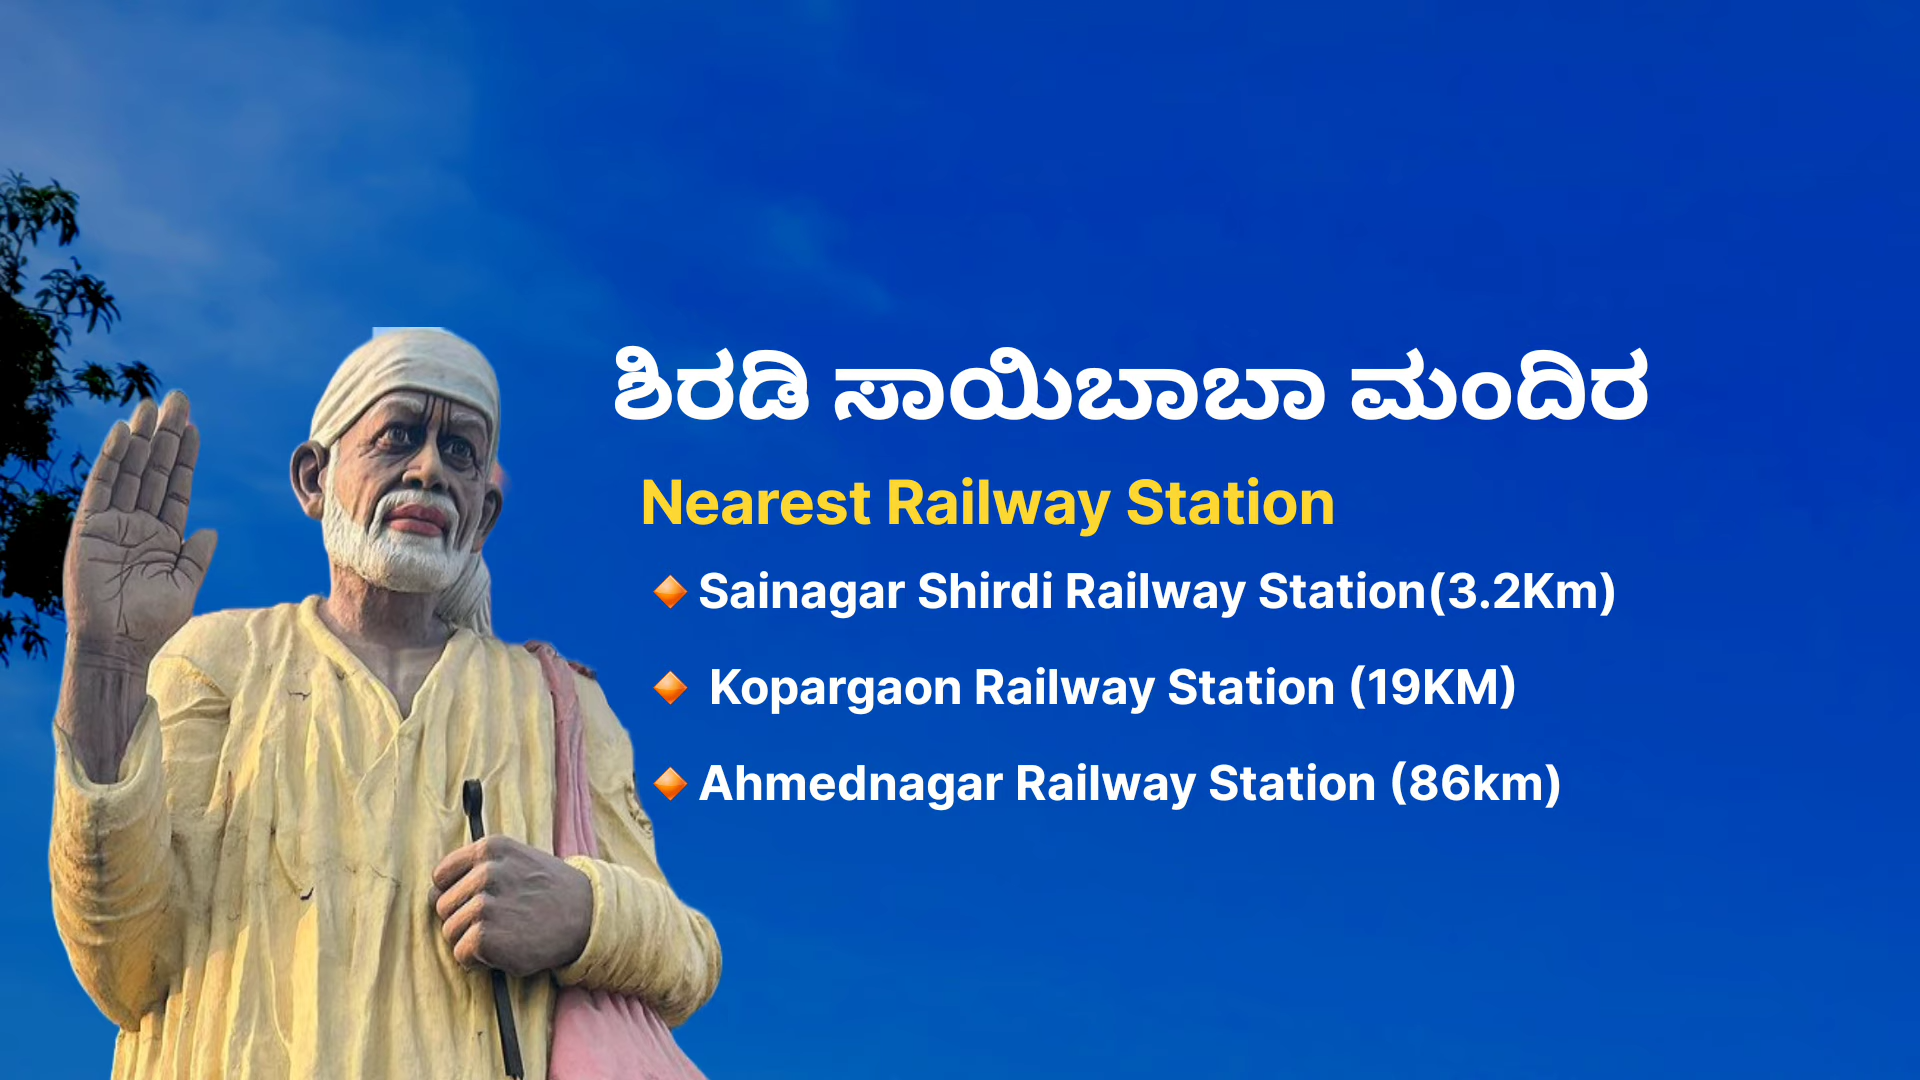 ಶಿರಡಿ ಸಾಯಿಬಾಬಾ ಮಂದಿರ
Nearest Railway Station
Sainagar Shirdi Railway Station(3.2Km)
Kopargaon Railway Station (19KM)
Ahmednagar Railway Station (86km)